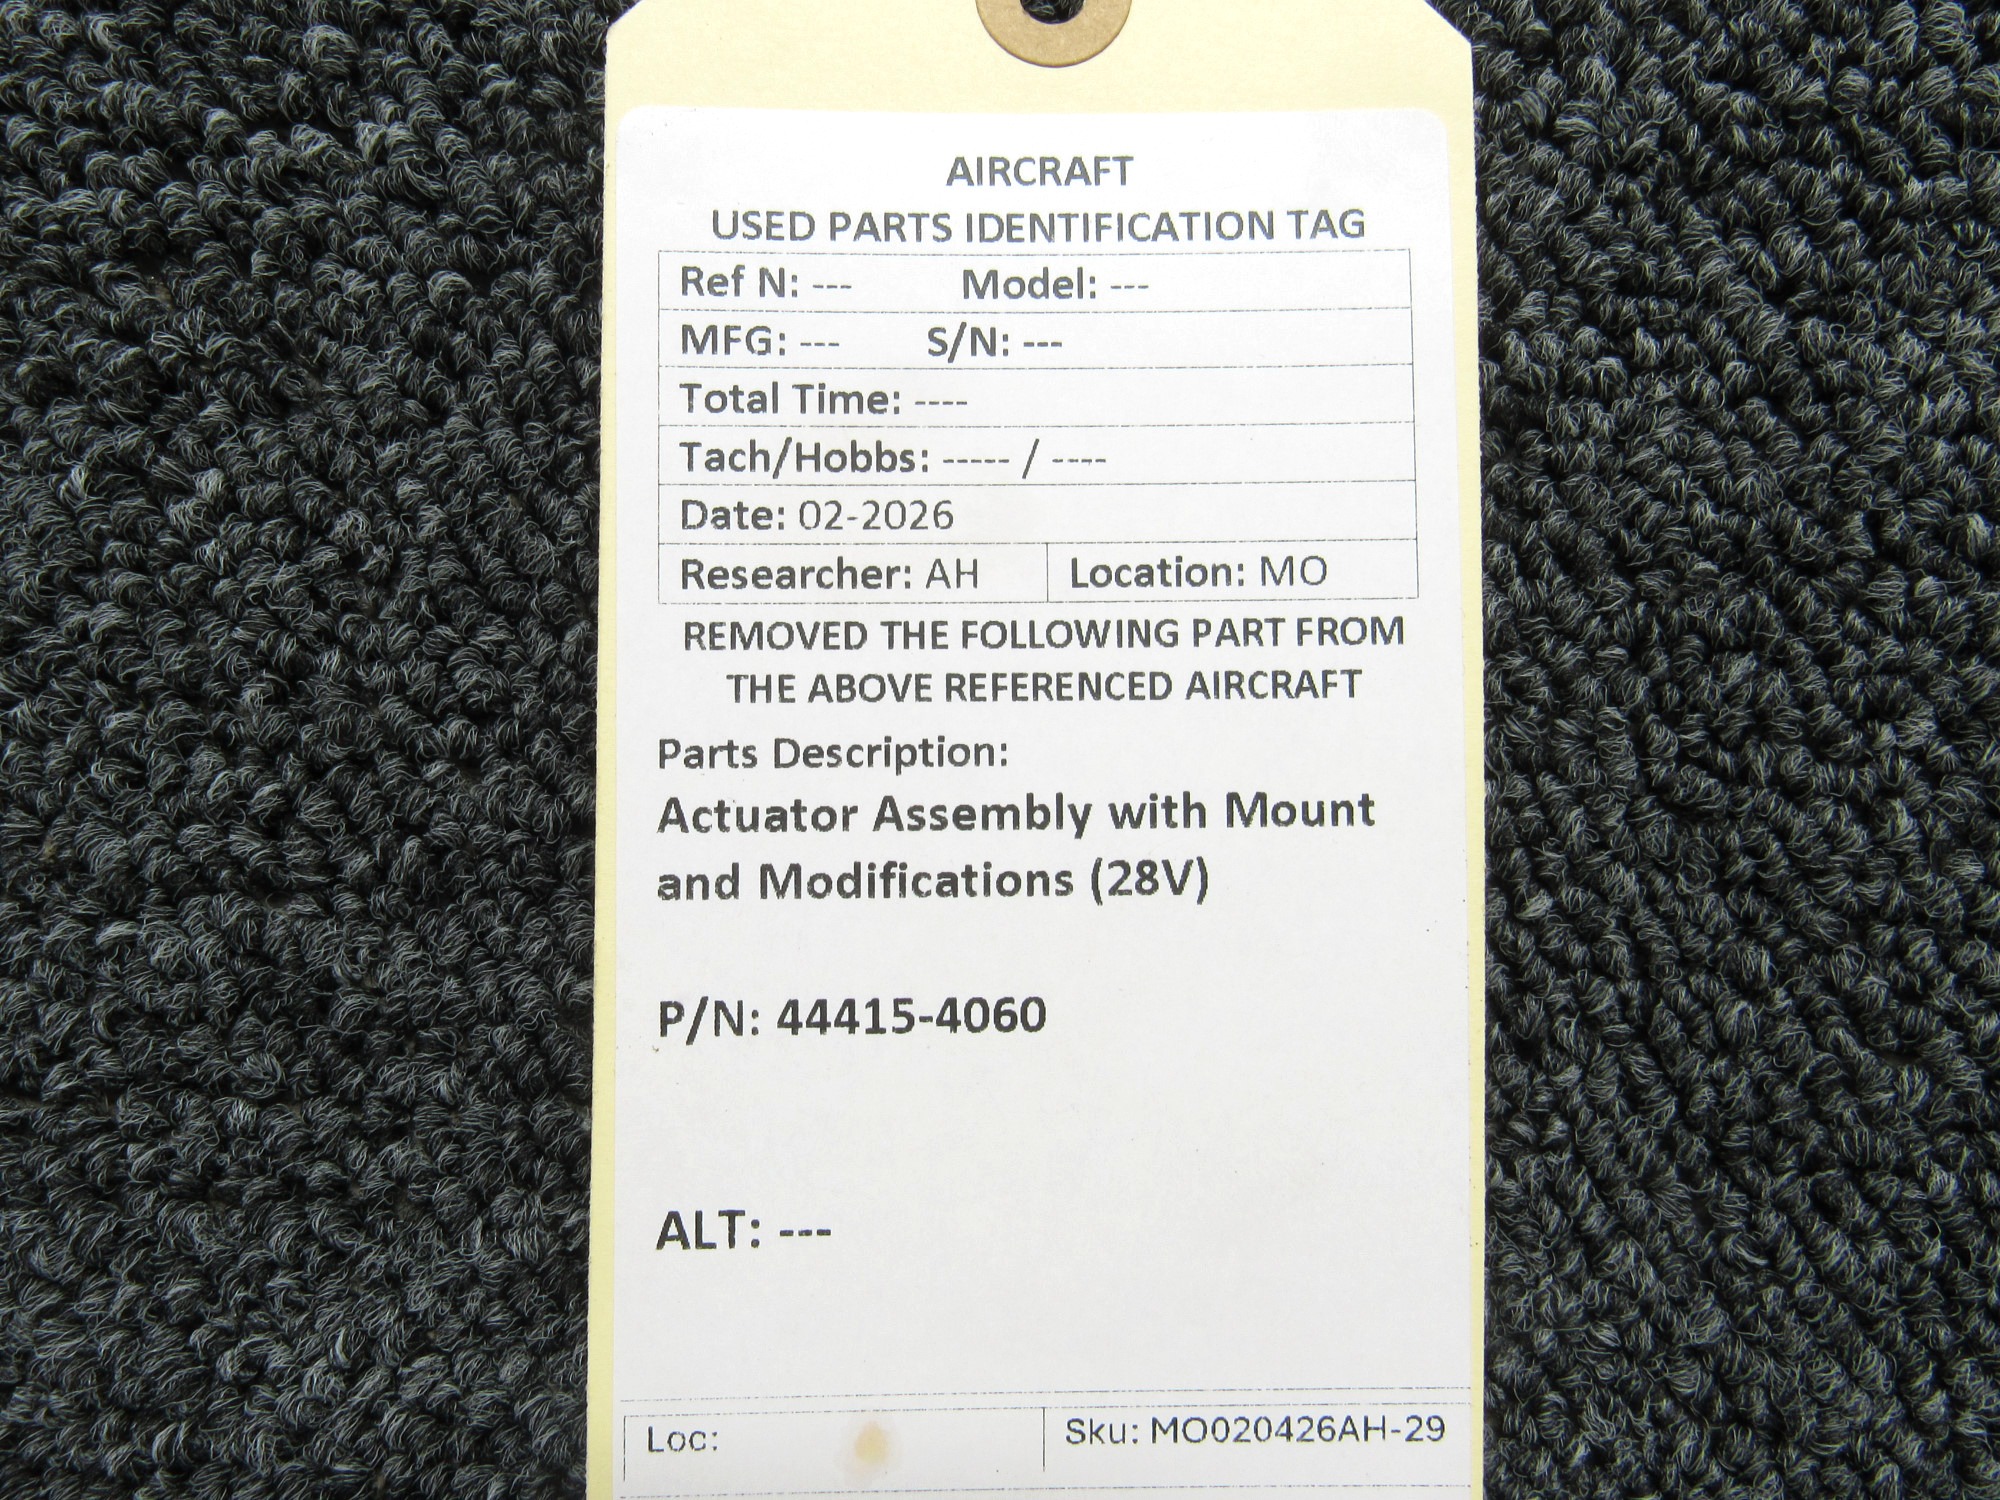 AIRCRAFT
USED PARTS IDENTIFICATION TAG
Ref N: --- Model: ---
MFG: --- S/N: ---
Total Time: ----
Tach/Hobbs: ----- / ----
Date: 02-2026
Researcher: AH Location: MO
REMOVED THE FOLLOWING PART FROM
THE ABOVE REFERENCED AIRCRAFT
Parts Description:
Actuator Assembly with Mount
and Modifications (28V)
P/N: 44415-4060
ALT: ---
Loc: Sku: MO020426AH-29